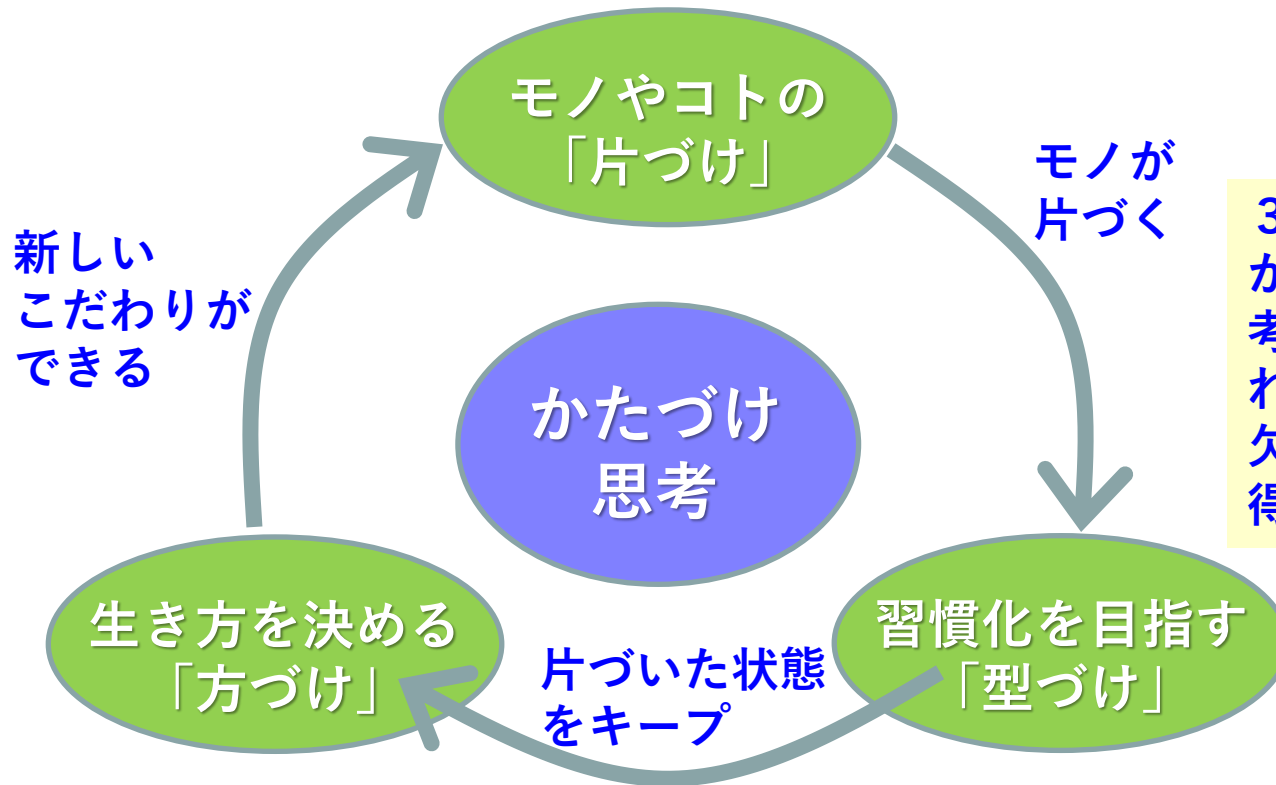 モノやコトの
「片づけ」
モノが
片づく
新しい
こだわりが
できる
かたづけ
思考
３
か
考
れ
欠
得
生き方を決める
「方づけ」
片づいた状態
をキープ
習慣化を目指す
「型づけ」